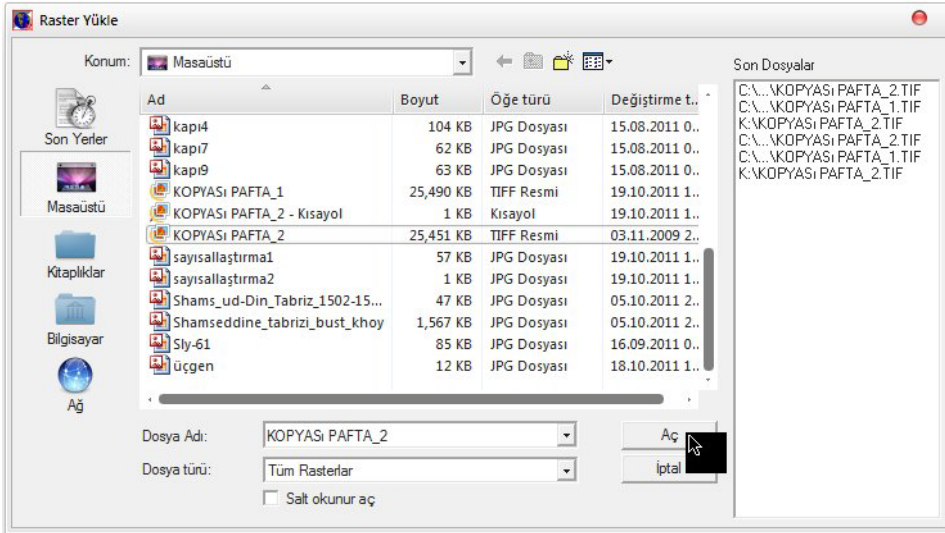 Raster Yükle
Konum: Masaüstü
Son Dosyalar
Ad Boyut Öğe türü Değiştirme t..
kapı4 104 KB JPG Dosyası 15.08.2011 0..
kapı7 62 KB JPG Dosyası 15.08.2011 0..
kapı9 63 KB JPG Dosyası 15.08.2011 0..
KOPYASı PAFTA_1 25,490 KB TIFF Resmi 19.10.2011 1..
KOPYASı PAFTA_2 - Kısayol 1 KB Kısayol 19.10.2011 1..
KOPYASı PAFTA_2 25,451 KB TIFF Resmi 03.11.2009 2..
sayısallaştırma1 57 KB JPG Dosyası 19.10.2011 1..
sayısallaştırma2 1 KB JPG Dosyası 19.10.2011 1..
Shams_ud-Din_Tabriz_1502-15... 47 KB JPG Dosyası 05.10.2011 2..
Shamseddine_tabrizi_bust_khoy 1,567 KB JPG Dosyası 05.10.2011 2..
Sly-61 85 KB JPG Dosyası 16.09.2011 0..
üçgen 12 KB JPG Dosyası 18.10.2011 1..
Son Yerler
Masaüstü
Kitaplıklar
Bilgisayar
Ağ
C:\...\KOPYASı PAFTA_2.TIF
C:\...\KOPYASı PAFTA_1.TIF
K:\KOPYASı PAFTA_2.TIF
C:\...\KOPYASı PAFTA_2.TIF
C:\...\KOPYASı PAFTA_1.TIF
K:\KOPYASı PAFTA_2.TIF
Dosya Adı: KOPYASı PAFTA_2 Aç
Dosya türü: Tüm Rasterlar İptal
Salt okunur aç